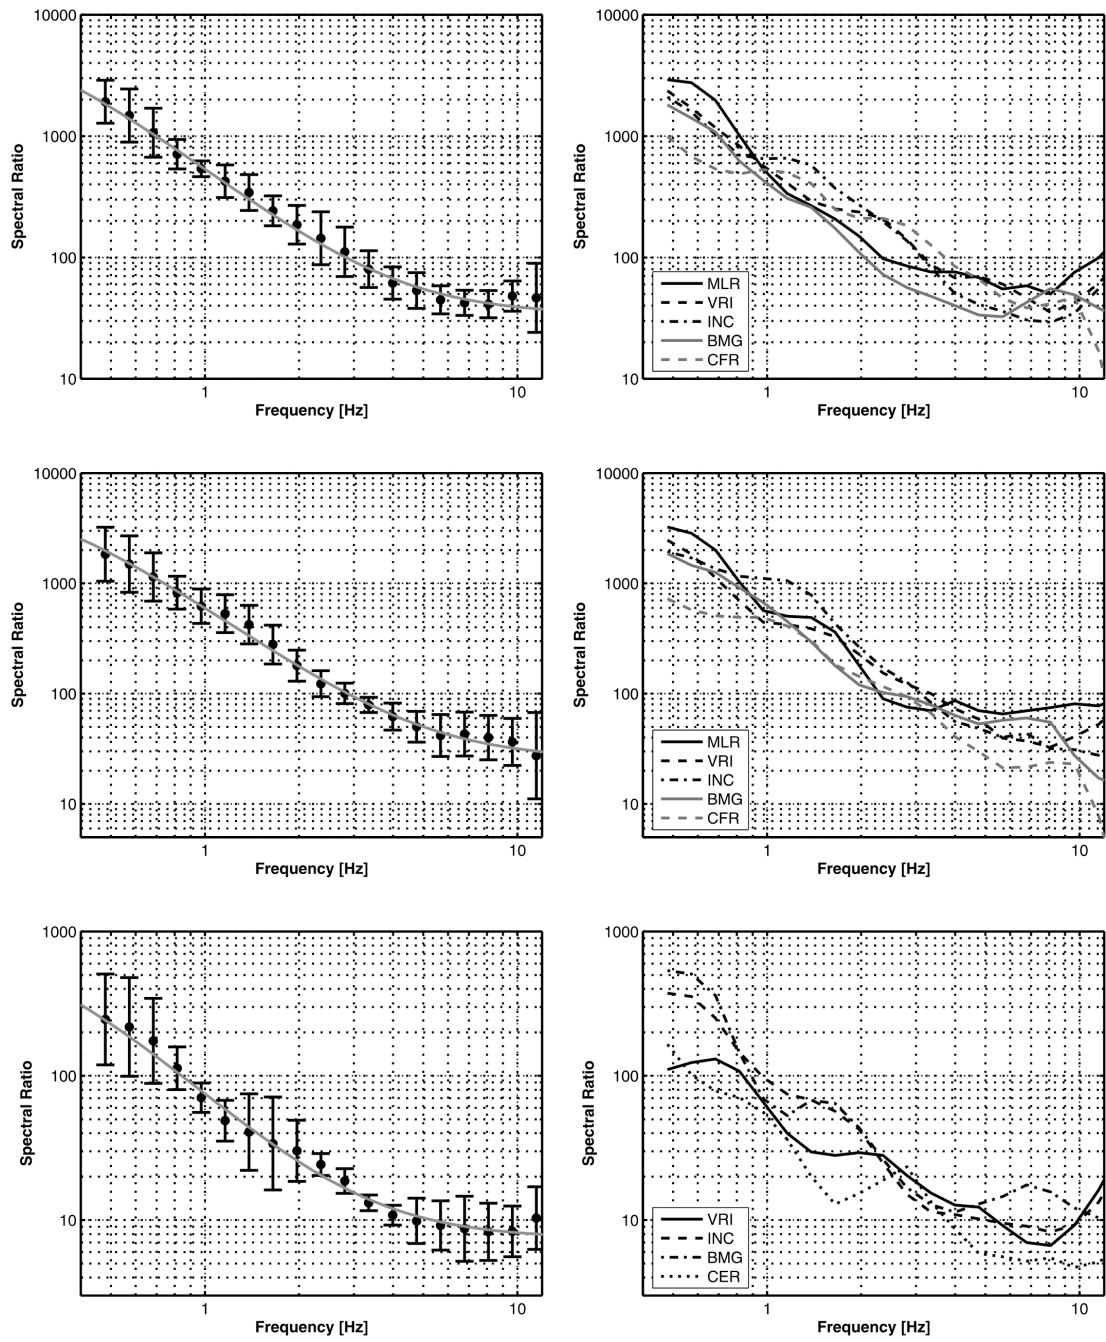 10000
1000
100
10
Spectral Ratio
1
10
Frequency [Hz]
10000
1000
100
10
Spectral Ratio
MLR
VRI
INC
BMG
CFR
1
10
Frequency [Hz]
10000
1000
100
10
Spectral Ratio
1
10
Frequency [Hz]
10000
1000
100
10
Spectral Ratio
MLR
VRI
INC
BMG
CFR
1
10
Frequency [Hz]
1000
100
10
Spectral Ratio
1
10
Frequency [Hz]
1000
100
10
Spectral Ratio
VRI
INC
BMG
CER
1
10
Frequency [Hz]